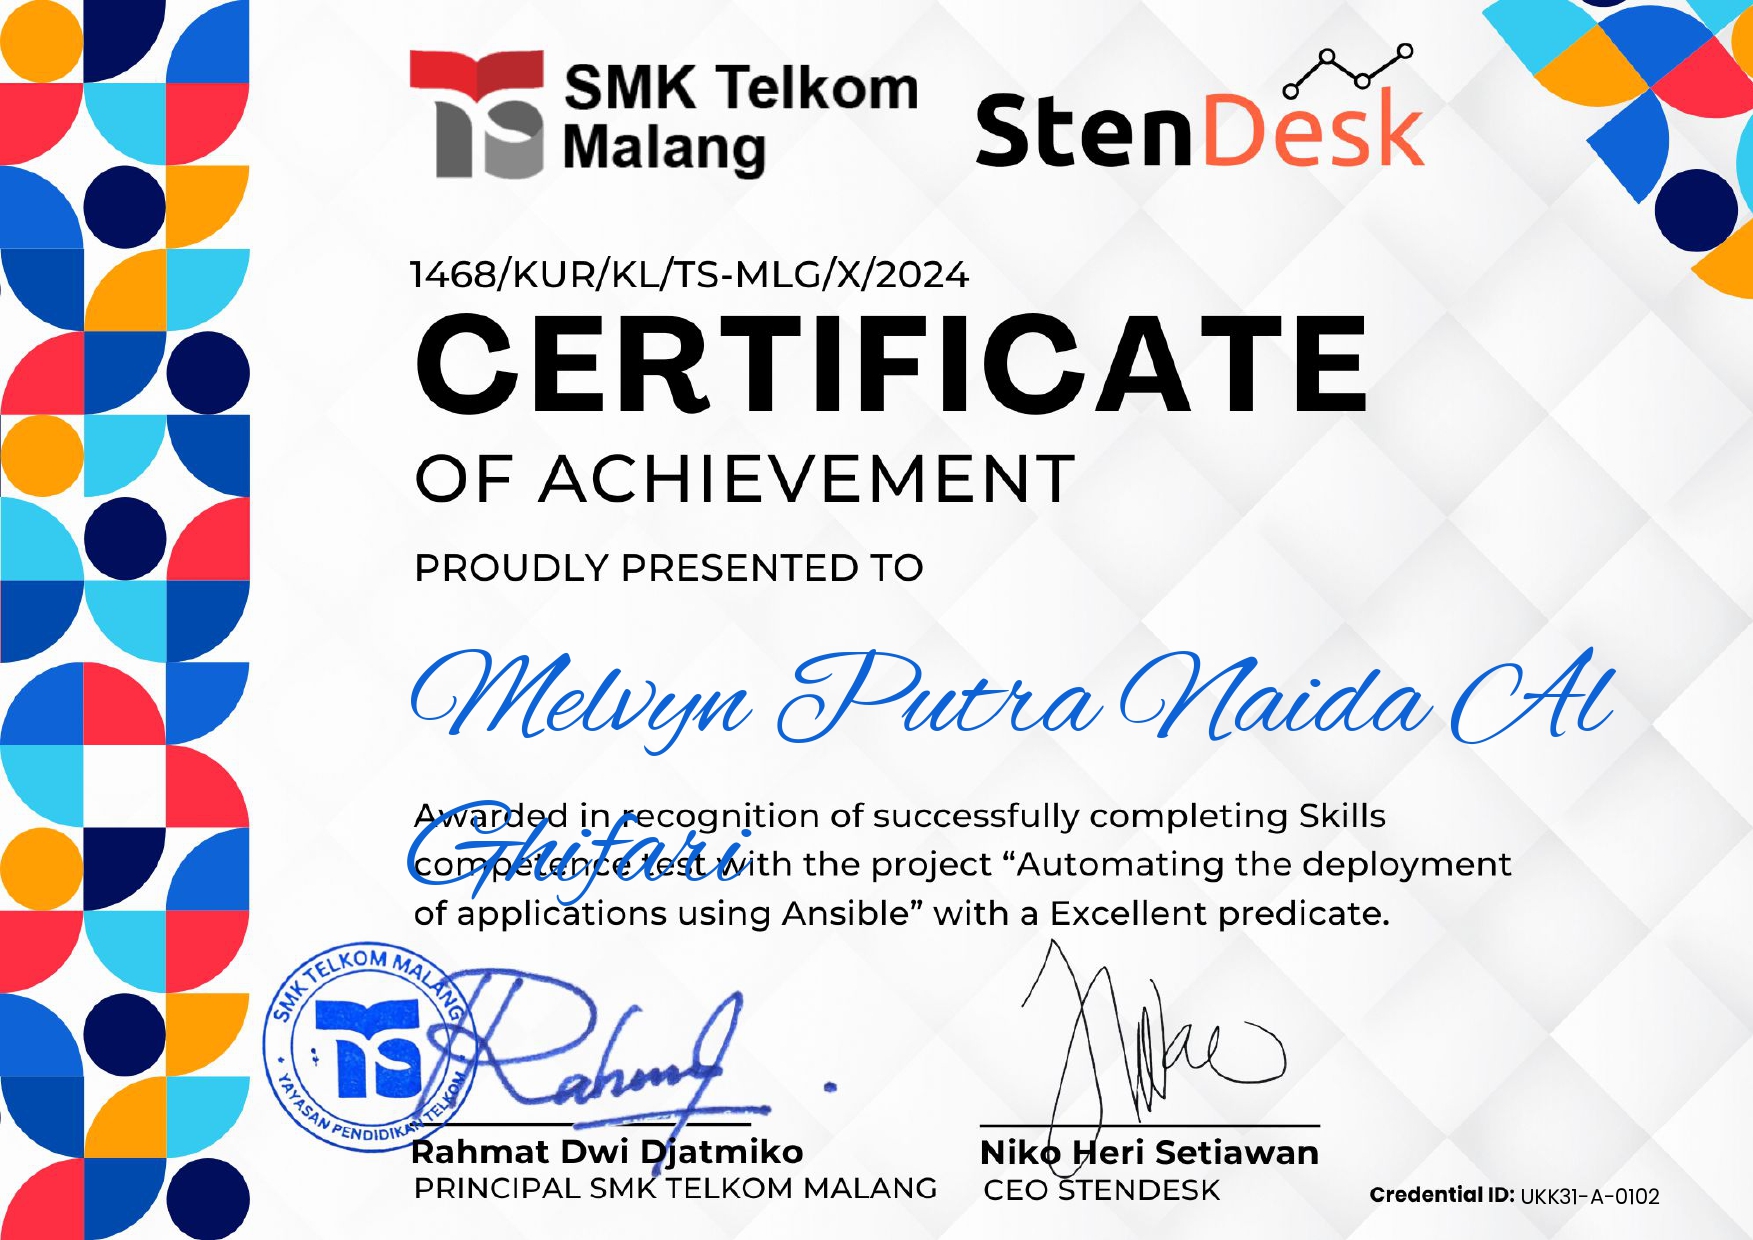 SMK Telkom
Malang
StenDesk
1468/KUR/KL/TS-MLG/X/2024
CERTIFICATE
OF ACHIEVEMENT
PROUDLY PRESENTED TO
Melvyn Putra Naida Al
Ghifari
Awarded in recognition of successfully completing Skills
competence test with the project “Automating the deployment
of applications using Ansible” with a Excellent predicate.
SMK TELKOM MALANG
YAYASAN PENDIDIKAN TELKOM
Rahmat Dwi Djatmiko
PRINCIPAL SMK TELKOM MALANG
Niko Heri Setiawan
CEO STENDESK
Credential ID: UKK31-A-0102